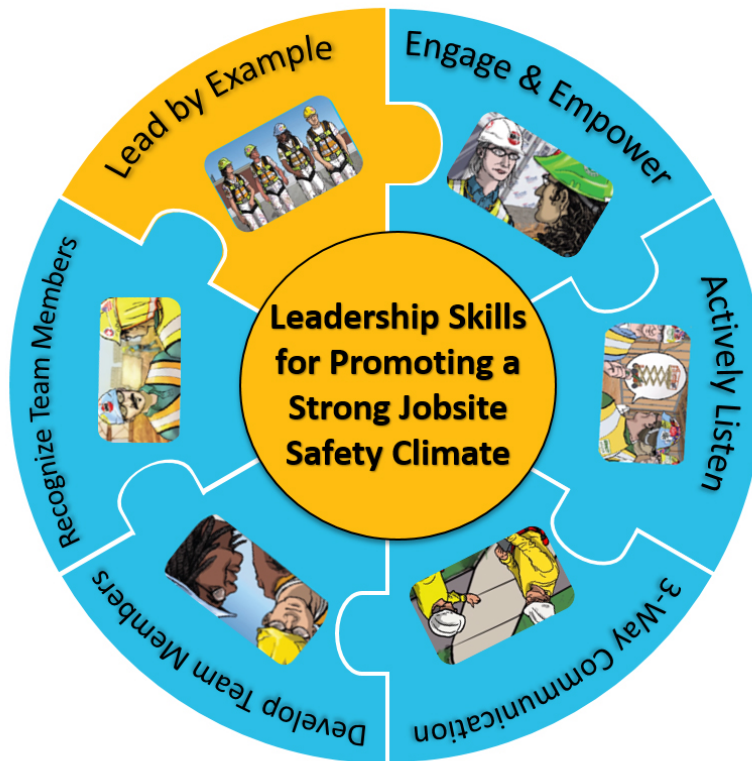 Lead by Example
Engage & Empower
Actively Listen
3-Way Communication
Develop Team Members
Recognize Team Members
Leadership Skills
for Promoting a
Strong Jobsite
Safety Climate